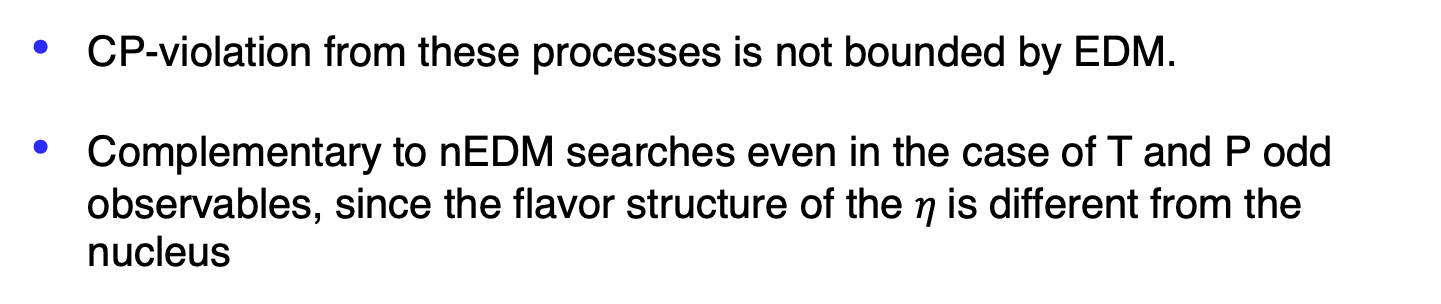 • CP-violation from these processes is not bounded by EDM.
• Complementary to nEDM searches even in the case of T and P odd
observables, since the flavor structure of the η is different from the
nucleus